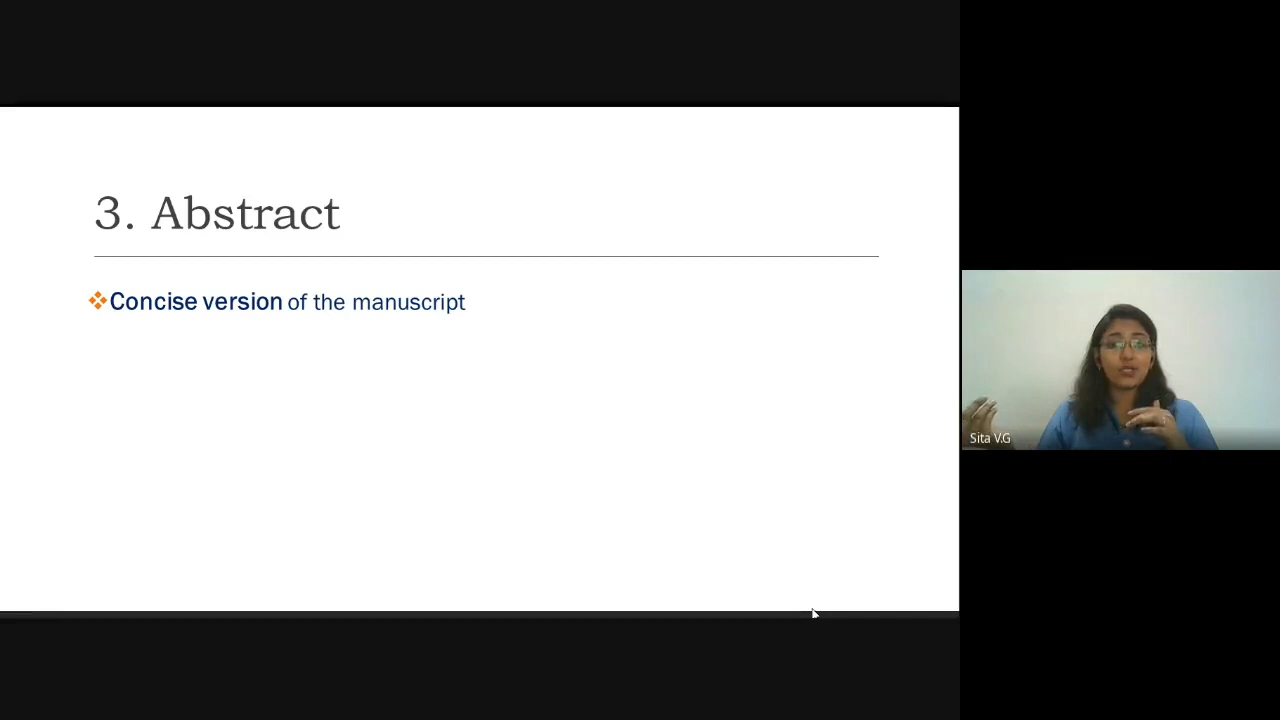 3. Abstract
Concise version of the manuscript
Sita V.G